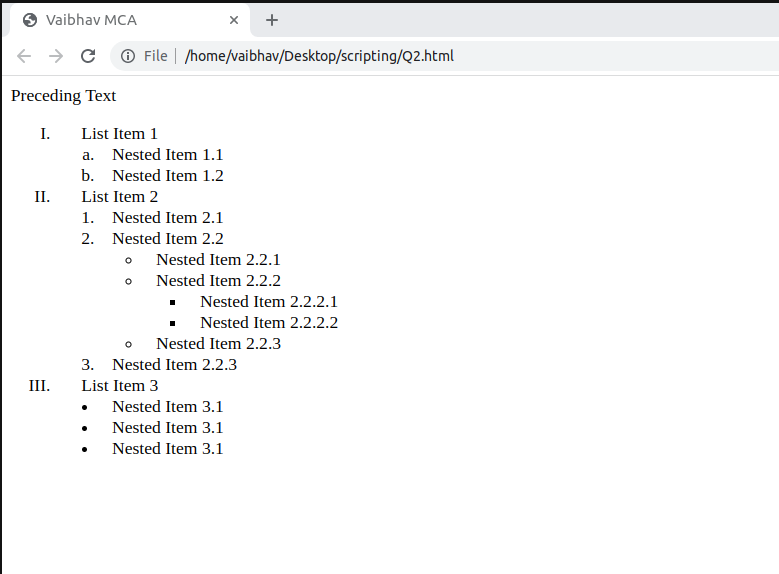 Vaibhav MCA
File | /home/vaibhav/Desktop/scripting/Q2.html
Preceding Text
I. List Item 1
a. Nested Item 1.1
b. Nested Item 1.2
II. List Item 2
1. Nested Item 2.1
2. Nested Item 2.2
Nested Item 2.2.1
Nested Item 2.2.2
Nested Item 2.2.2.1
Nested Item 2.2.2.2
Nested Item 2.2.3
3. Nested Item 2.2.3
III. List Item 3
Nested Item 3.1
Nested Item 3.1
Nested Item 3.1